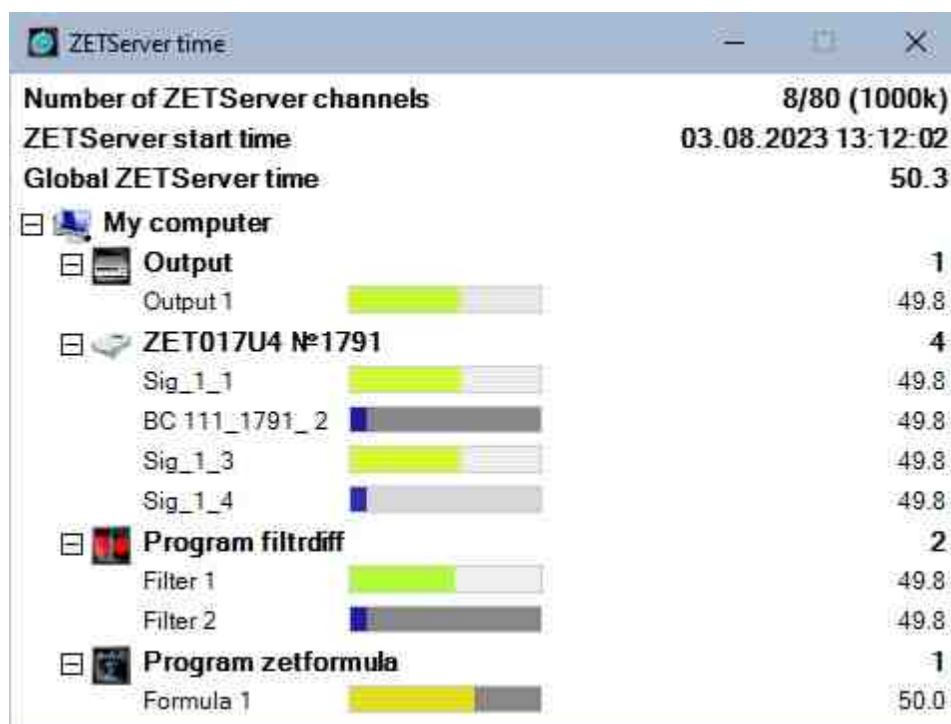 ZETServer time
Number of ZETServer channels 8/80 (1000k)
ZETServer start time 03.08.2023 13:12:02
Global ZETServer time 50.3
My computer
Output 1
Output 1 49.8
ZET017U4 №1791 4
Sig_1_1 49.8
BC 111_1791_ 2 49.8
Sig_1_3 49.8
Sig_1_4 49.8
Program filtrdiff 2
Filter 1 49.8
Filter 2 49.8
Program zetformula 1
Formula 1 50.0